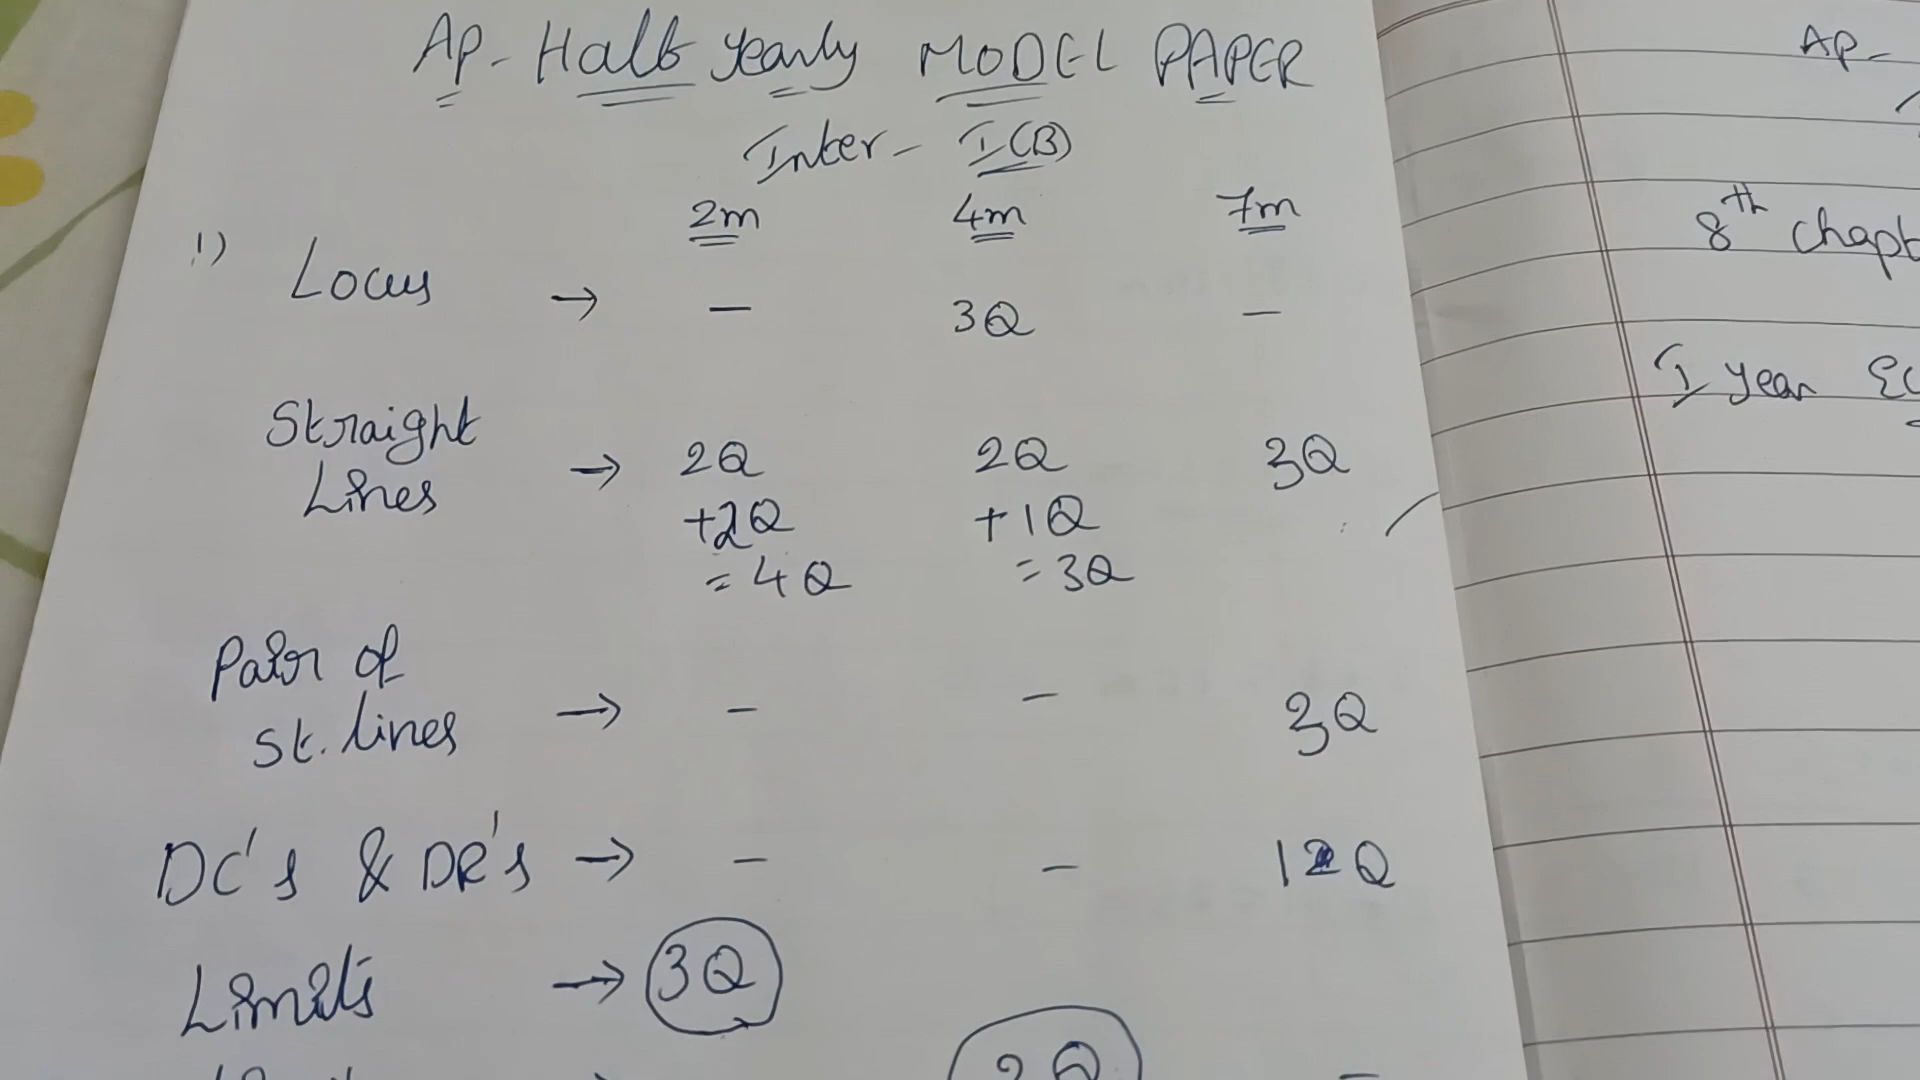 AP- Half yearly MODEL PAPER
Inter - I(B)
2m 4m 7m
1) Locus → - 3Q -
Straight Lines → 2Q 2Q 3Q
+2Q +1Q
= 4Q = 3Q
Pair of
St. lines → - - 3Q
DC's & DR's → - - 1 Q
Limits → 3Q
AP-
8th chapt
I year